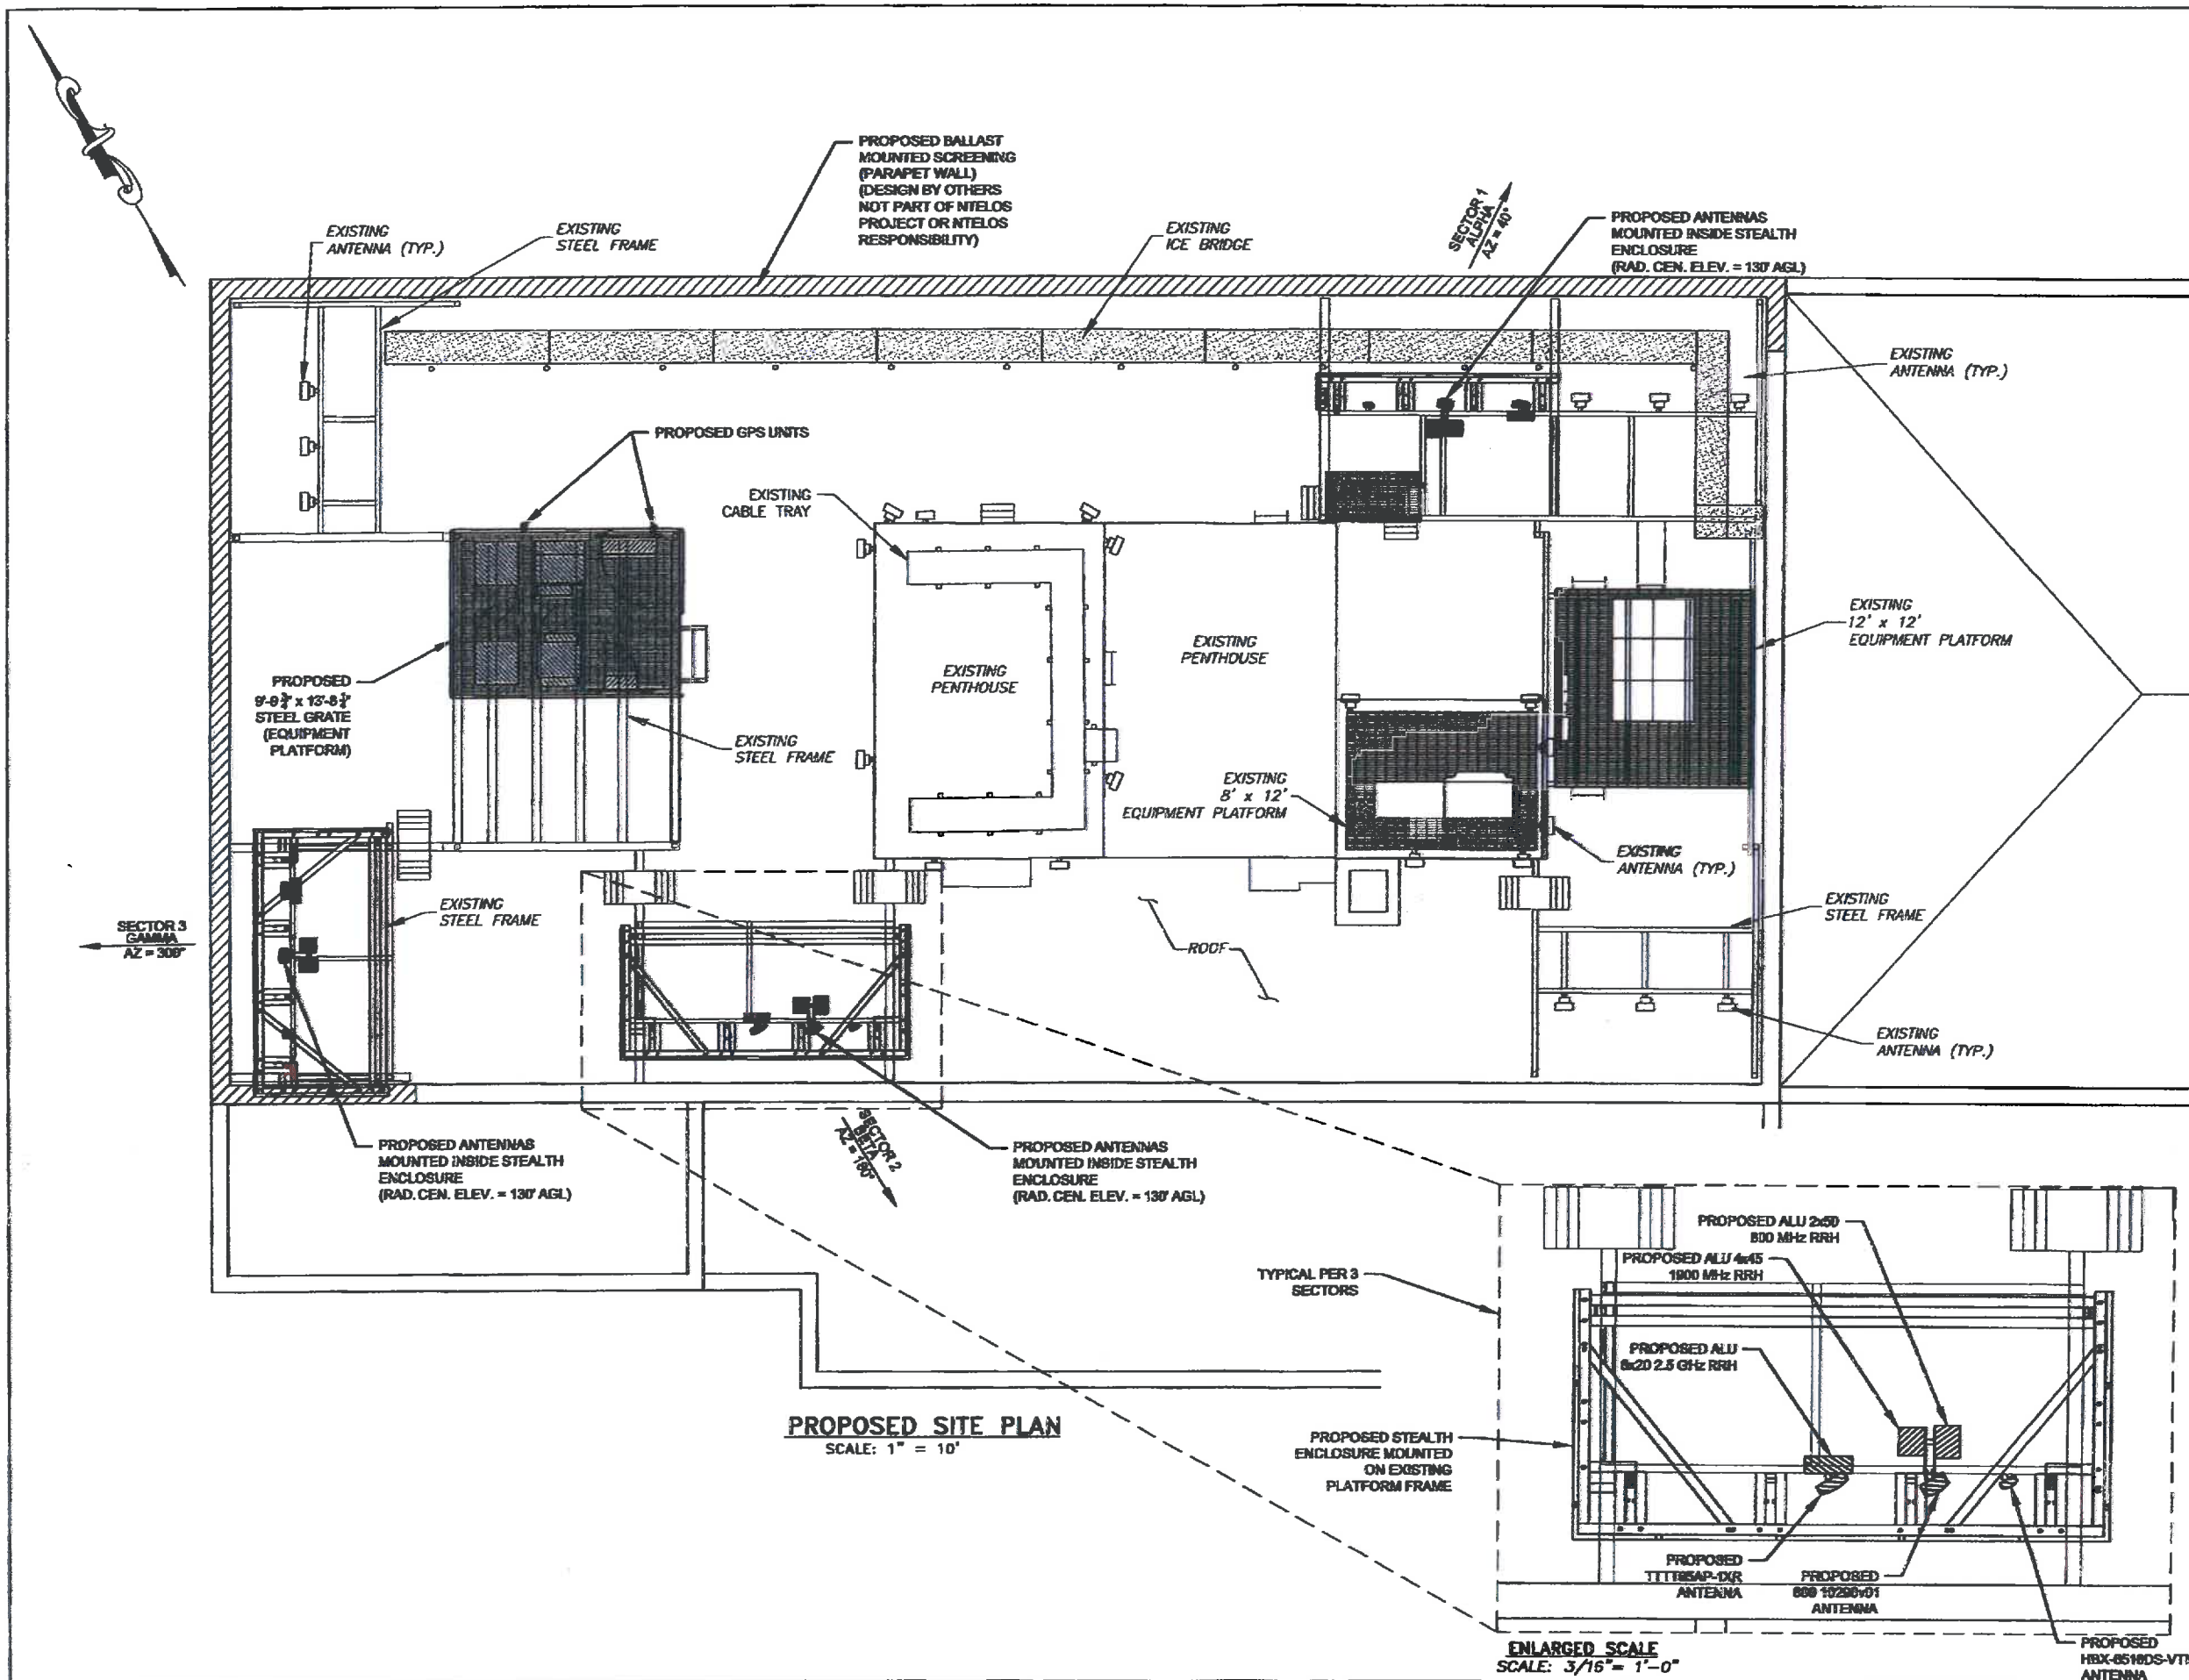 PROPOSED BALLAST
MOUNTED SCREENING
(PARAPET WALL)
(DESIGN BY OTHERS
NOT PART OF NTELOS
PROJECT OR NTELOS
RESPONSIBILITY)
EXISTING
ANTENNA (TYP.)
EXISTING
STEEL FRAME
EXISTING
ICE BRIDGE
SECTOR 1
ALPHA
AZ = 40°
PROPOSED ANTENNAS
MOUNTED INSIDE STEALTH
ENCLOSURE
(RAD. CEN. ELEV. = 130' AGL)
EXISTING
ANTENNA (TYP.)
PROPOSED GPS UNITS
EXISTING
CABLE TRAY
EXISTING
12' x 12'
EQUIPMENT PLATFORM
EXISTING
PENTHOUSE
EXISTING
PENTHOUSE
PROPOSED
STEEL GRATE
(EQUIPMENT
PLATFORM)
EXISTING
STEEL FRAME
EXISTING
8' x 12'
EQUIPMENT PLATFORM
EXISTING
ANTENNA (TYP.)
EXISTING
STEEL FRAME
EXISTING
STEEL FRAME
SECTOR 3
GAMMA
AZ = 300°
ROOF
EXISTING
ANTENNA (TYP.)
PROPOSED ANTENNAS
MOUNTED INSIDE STEALTH
ENCLOSURE
(RAD. CEN. ELEV. = 130' AGL)
SECTOR 2
BETA
AZ =
PROPOSED ANTENNAS
MOUNTED INSIDE STEALTH
ENCLOSURE
(RAD. CEN. ELEV. = 130' AGL)
PROPOSED ALU 2x50
800 MHz RRH
PROPOSED ALU 4x45
1900 MHz RRH
TYPICAL PER 3
SECTORS
PROPOSED ALU
8x20 2.5 GHz RRH
PROPOSED STEALTH
ENCLOSURE MOUNTED
ON EXISTING
PLATFORM FRAME
PROPOSED SITE PLAN
SCALE: 1" = 10'
PROPOSED
ANTENNA
PROPOSED
ANTENNA
PROPOSED
ANTENNA
ENLARGED SCALE
SCALE: 3/16"= 1'-0"